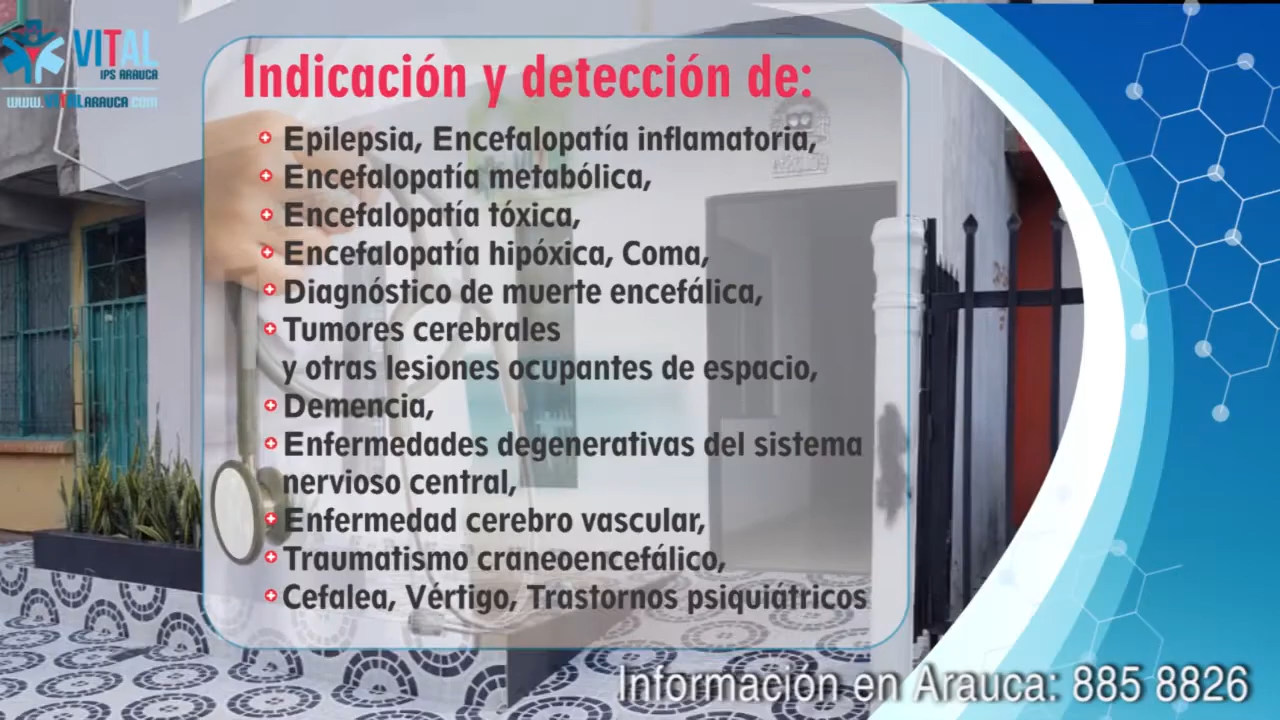 VITAL
IPS ARAUCA
www.VITALARAUCA.com
Indicación y detección de:
Epilepsia, Encefalopatía inflamatoria,
Encefalopatía metabólica,
Encefalopatía tóxica,
Encefalopatía hipóxica, Coma,
Diagnóstico de muerte encefálica,
Tumores cerebrales
y otras lesiones ocupantes de espacio,
Demencia,
Enfermedades degenerativas del sistema
nervioso central,
Enfermedad cerebro vascular,
Traumatismo craneoencefálico,
Cefalea, Vértigo, Trastornos psiquiátricos
Información en Arauca: 885 8826